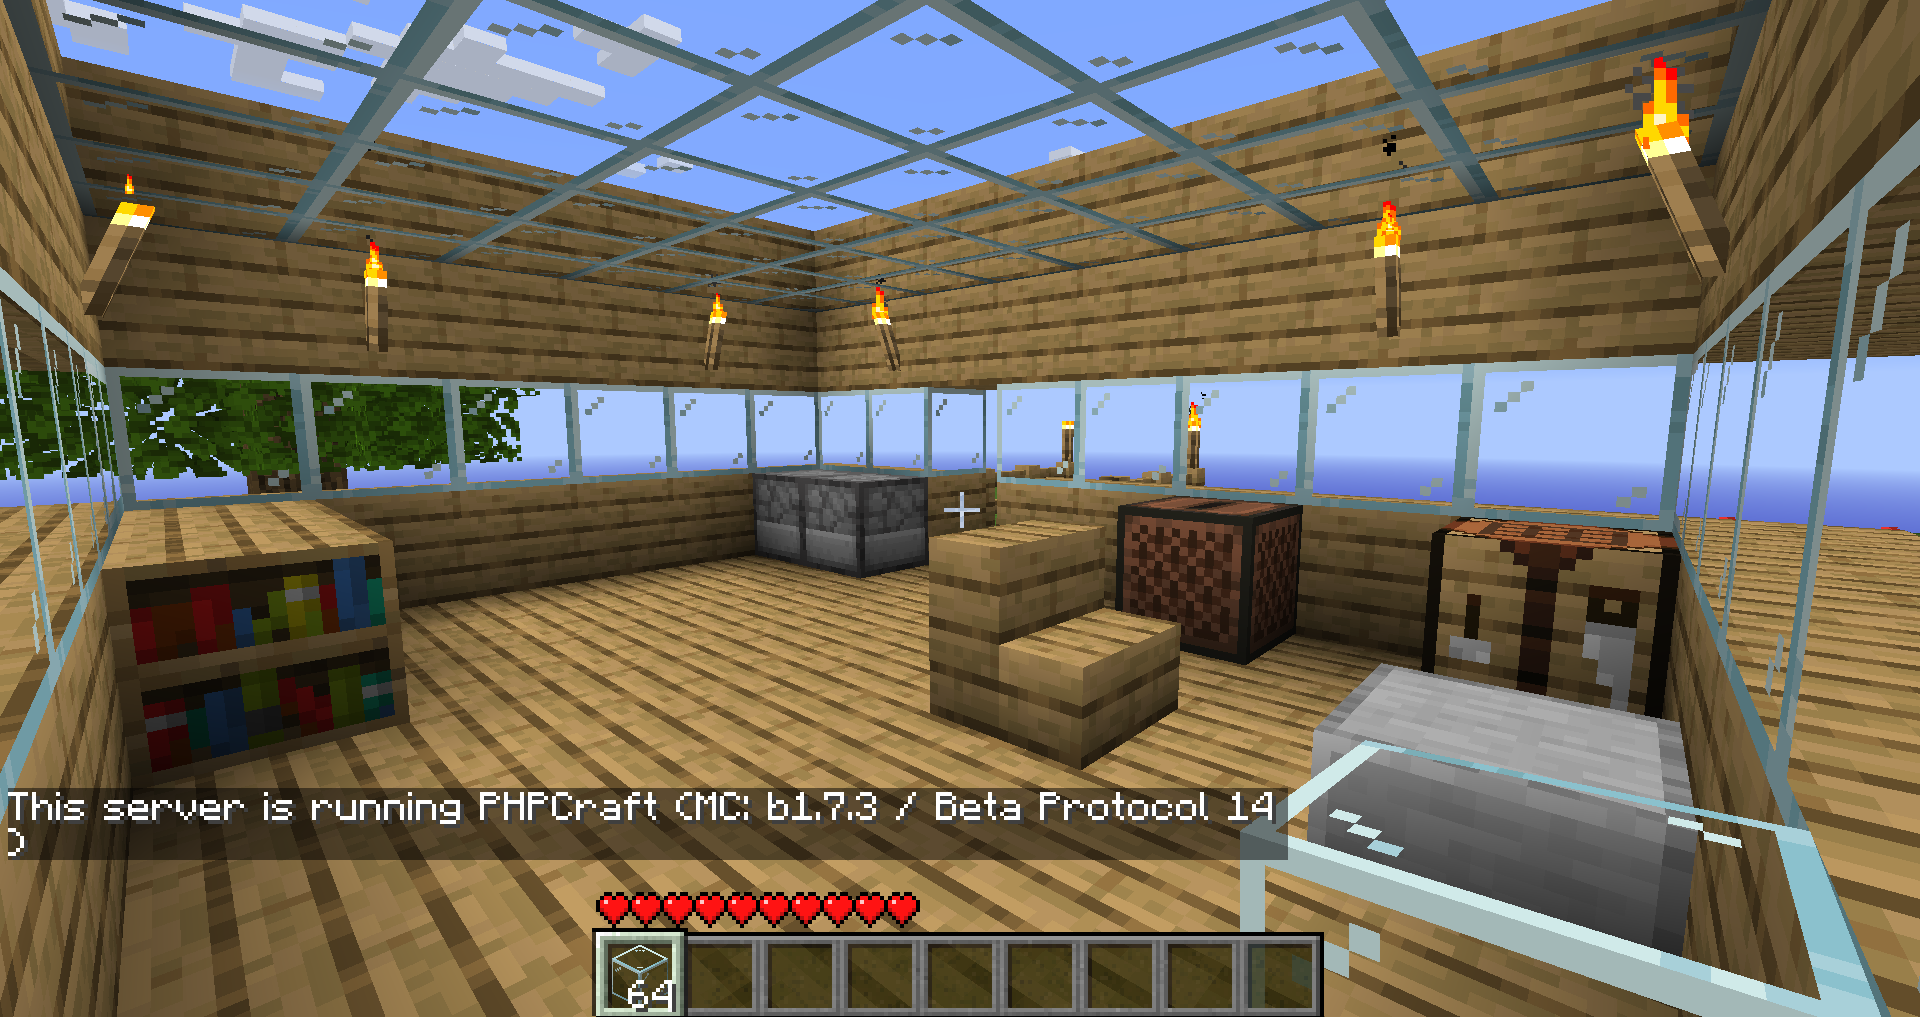 This server is running PHPCraft (MC: b1.7.3 / Beta Protocol 14
)
64